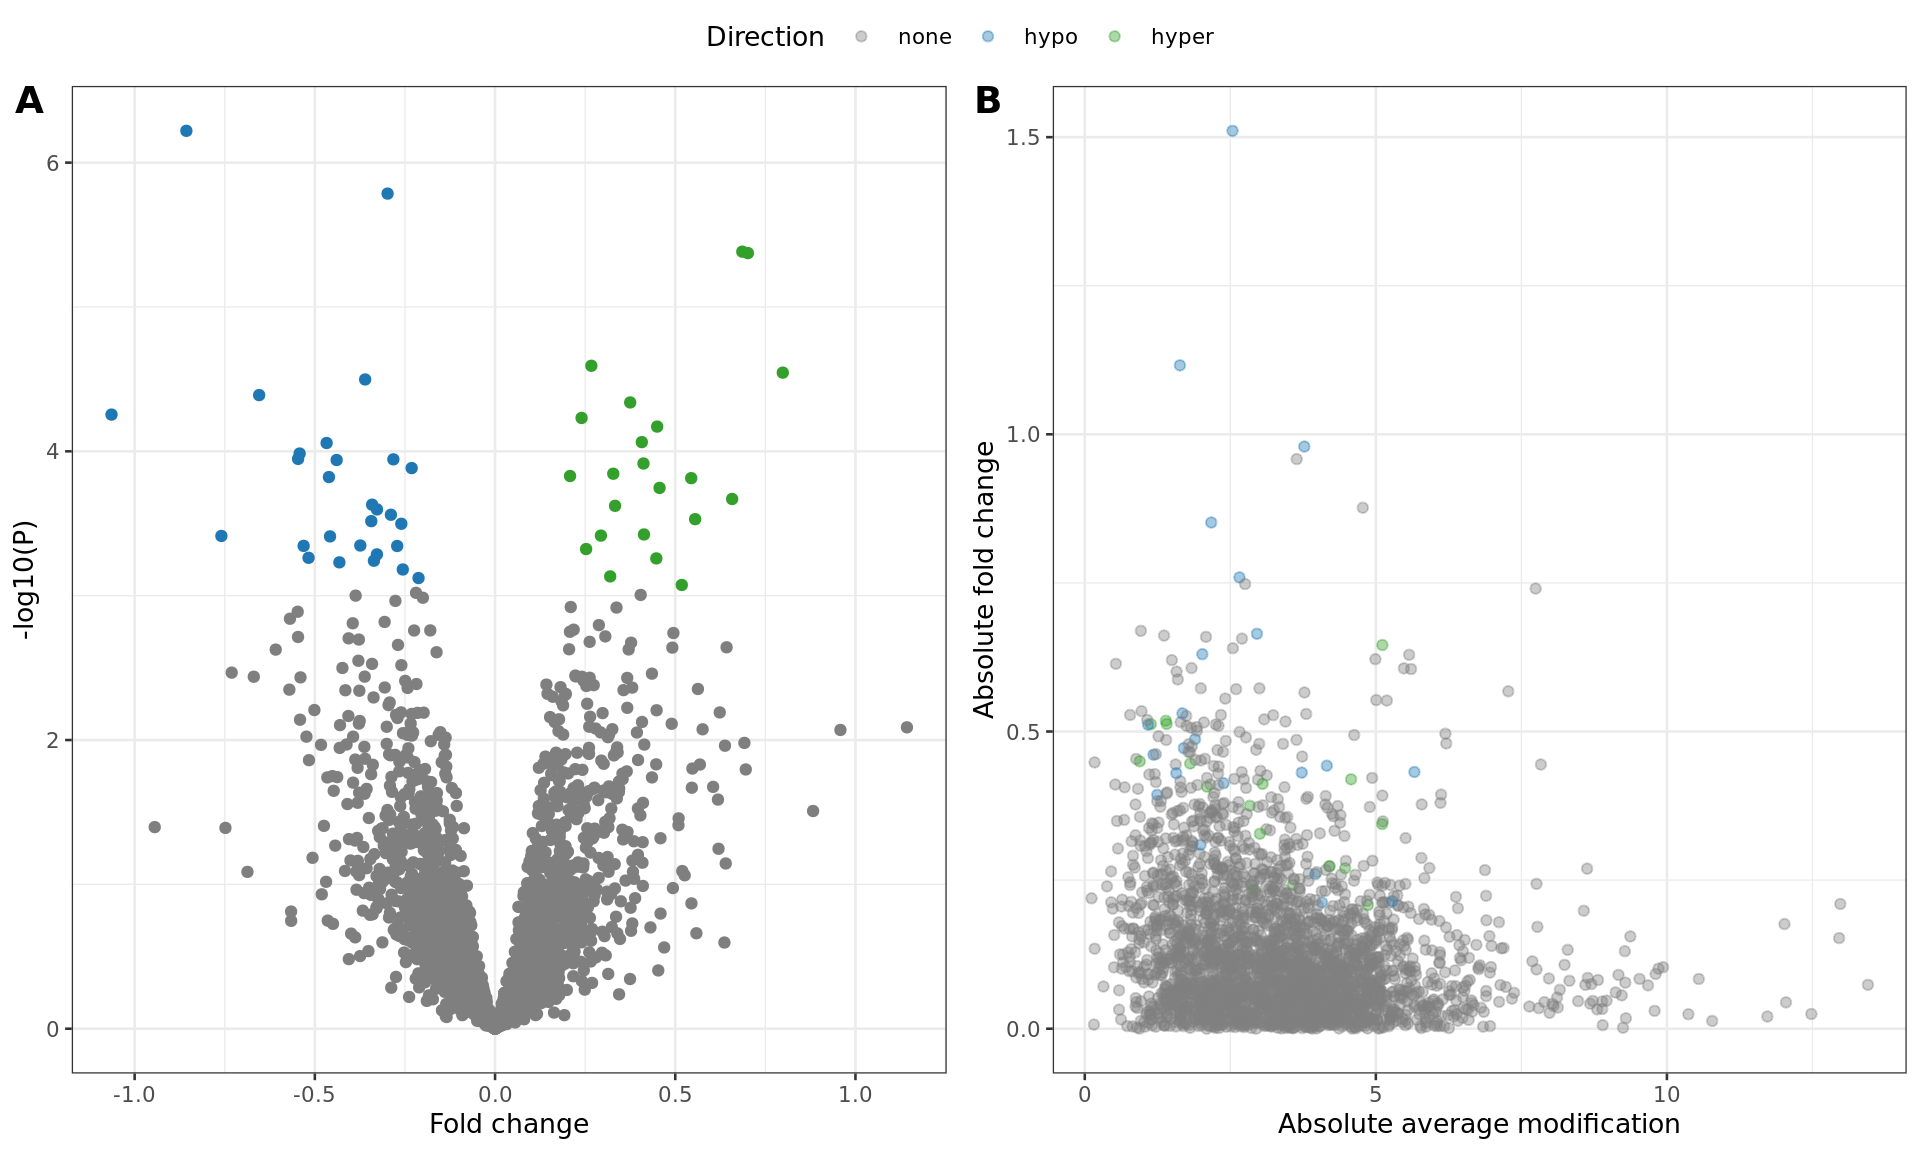 Direction none hypo hyper
A
B
6
4
2
0
-log10(P)
-1.0 -0.5 0.0 0.5 1.0
Fold change
1.5
1.0
0.5
0.0
Absolute fold change
0 5 10
Absolute average modification